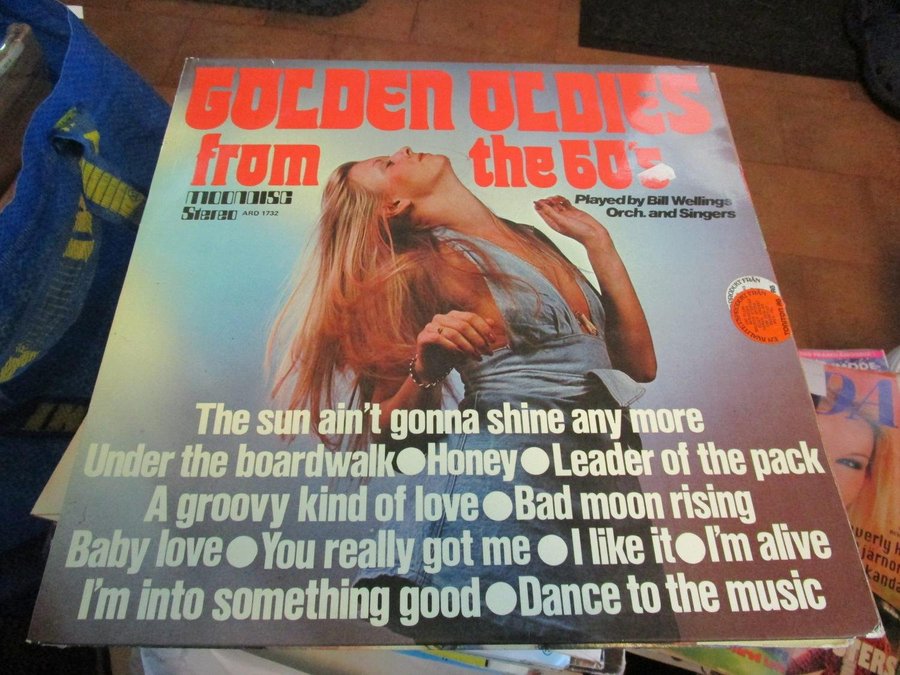 GOLDEN OLDIES
from the 60's
MOONDISC
Stereo ARD 1732
Played by Bill Wellings
Orch. and Singers
The sun ain't gonna shine any more
Under the boardwalk●Honey●Leader of the pack
A groovy kind of love●Bad moon rising
Baby love●You really got me●I like it●I'm alive
I'm into something good●Dance to the music
MODE